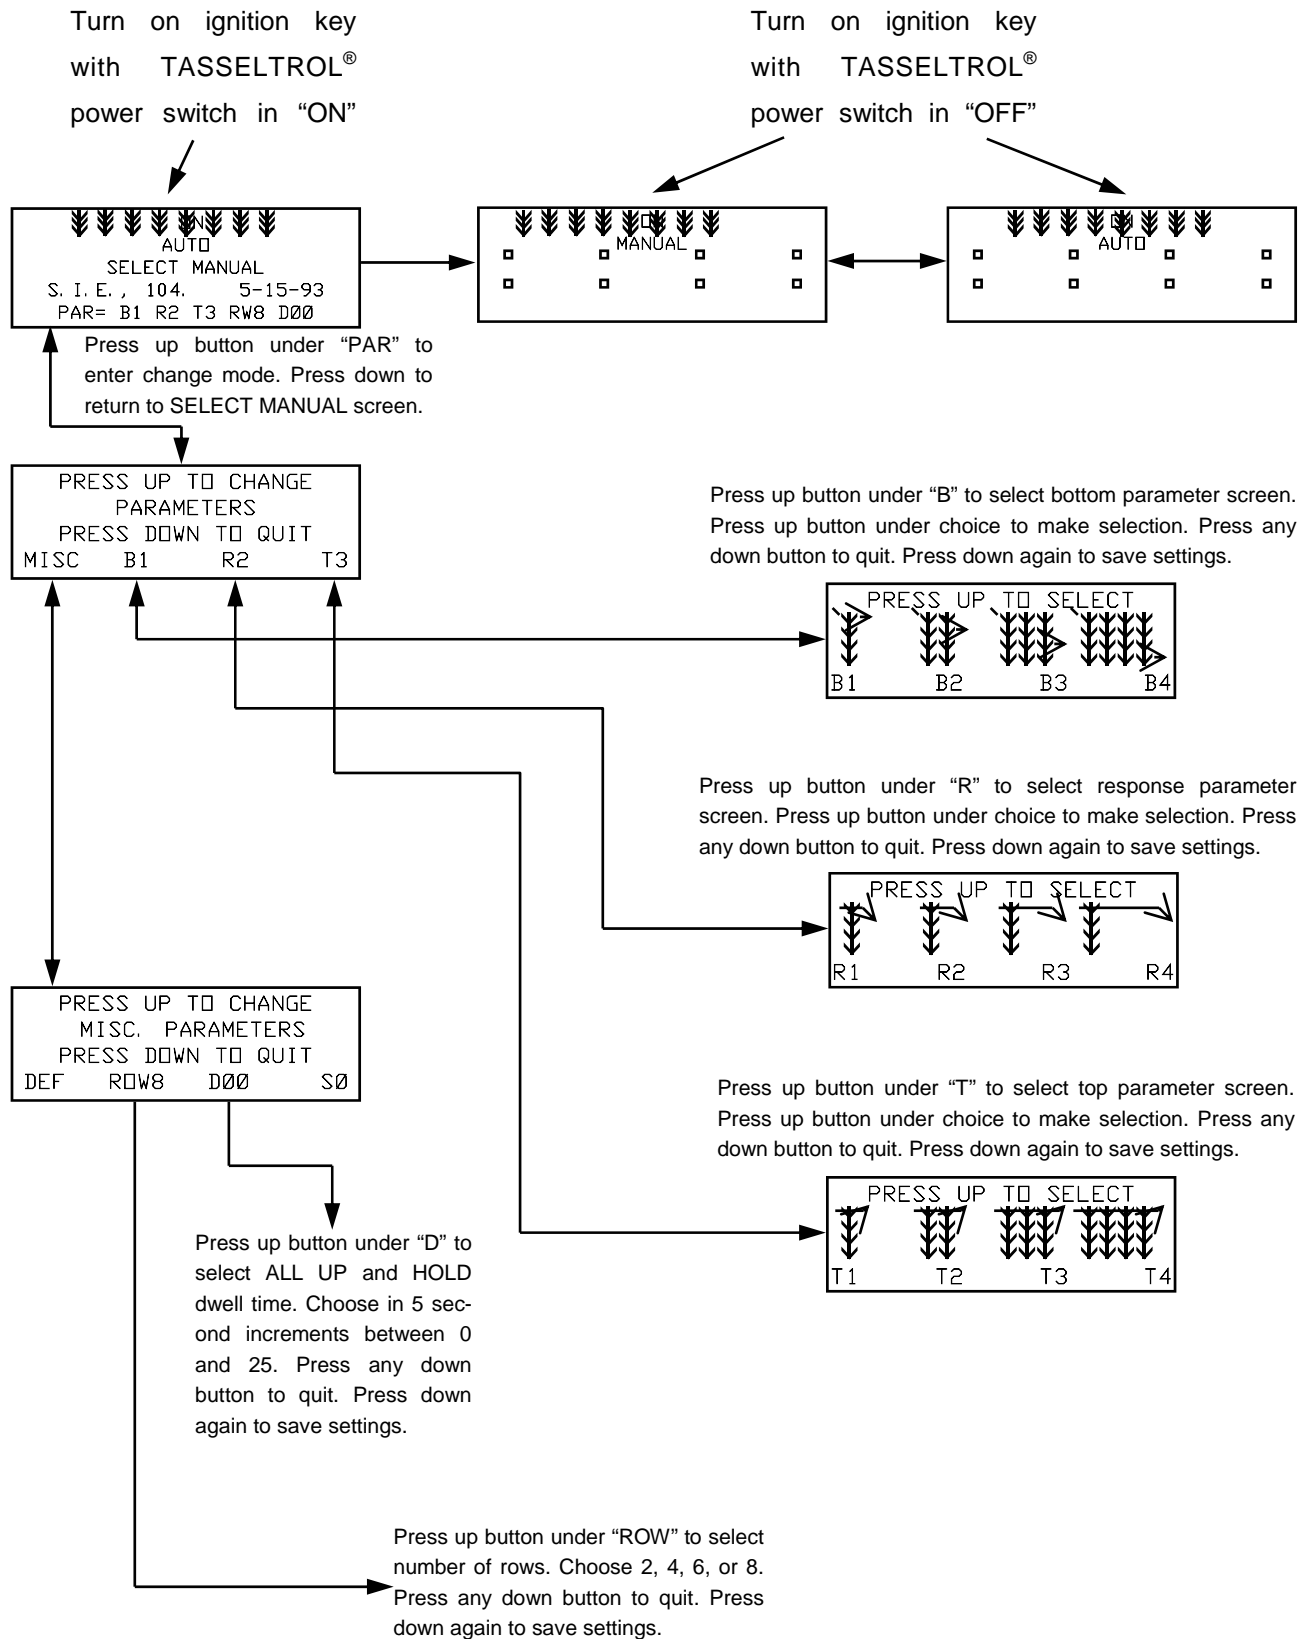 Turn on ignition key
with TASSELTROL®
power switch in “ON”
Turn on ignition key
with TASSELTROL®
power switch in “OFF”
ON
AUTO
SELECT MANUAL
S.I.E., 104. 5-15-93
PAR= B1 R2 T3 RW8 DØØ
ON
MANUAL
ON
AUTO
Press up button under “PAR” to
enter change mode. Press down to
return to SELECT MANUAL screen.
PRESS UP TO CHANGE
PARAMETERS
PRESS DOWN TO QUIT
MISC B1 R2 T3
Press up button under “B” to select bottom parameter screen.
Press up button under choice to make selection. Press any
down button to quit. Press down again to save settings.
PRESS UP TO SELECT
B1 B2 B3 B4
Press up button under “R” to select response parameter
screen. Press up button under choice to make selection. Press
any down button to quit. Press down again to save settings.
PRESS UP TO SELECT
R1 R2 R3 R4
PRESS UP TO CHANGE
MISC. PARAMETERS
PRESS DOWN TO QUIT
DEF ROW8 DØØ SØ
Press up button under “T” to select top parameter screen.
Press up button under choice to make selection. Press any
down button to quit. Press down again to save settings.
PRESS UP TO SELECT
T1 T2 T3 T4
Press up button under “D” to
select ALL UP and HOLD
dwell time. Choose in 5 sec-
ond increments between 0
and 25. Press any down
button to quit. Press down
again to save settings.
Press up button under “ROW” to select
number of rows. Choose 2, 4, 6, or 8.
Press any down button to quit. Press
down again to save settings.